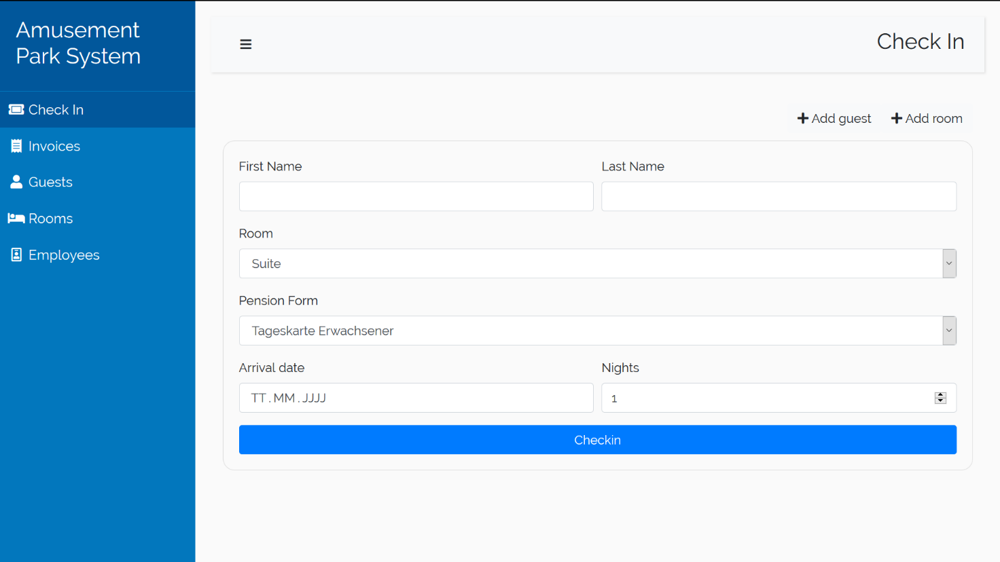 Amusement
Park System
Check In
Invoices
Guests
Rooms
Employees
Check In
Add guest Add room
First Name Last Name
Room
Suite
Pension Form
Tageskarte Erwachsener
Arrival date Nights
TT . MM . JJJJ 1
Checkin